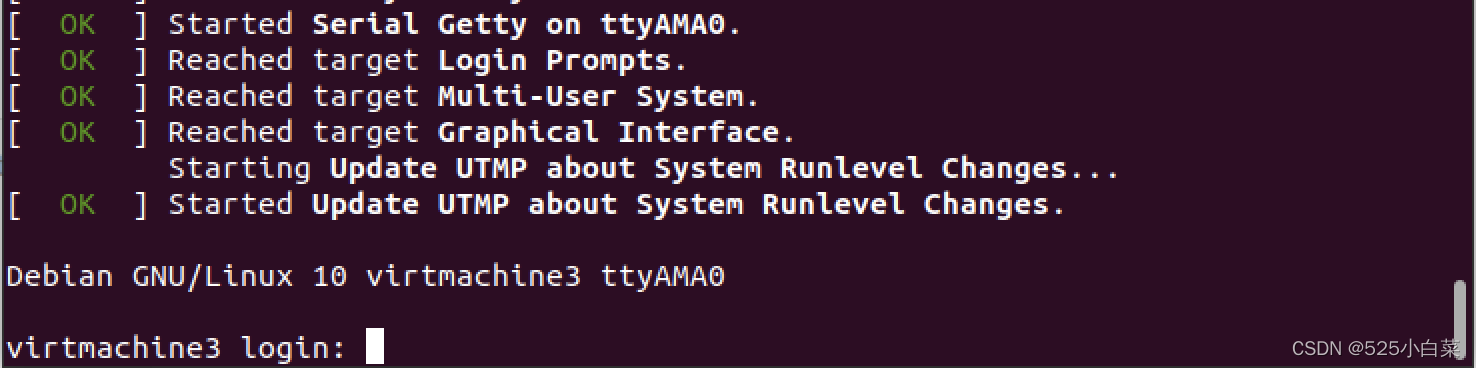 [  OK  ] Started Serial Getty on ttyAMA0.
[  OK  ] Reached target Login Prompts.
[  OK  ] Reached target Multi-User System.
[  OK  ] Reached target Graphical Interface.
         Starting Update UTMP about System Runlevel Changes...
[  OK  ] Started Update UTMP about System Runlevel Changes.
Debian GNU/Linux 10 virtmachine3 ttyAMA0
virtmachine3 login:
CSDN @525小白菜